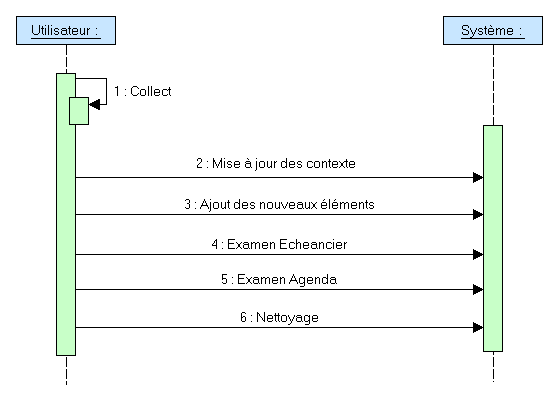 Utilisateur :
Système :
1 : Collect
2 : Mise à jour des contexte
3 : Ajout des nouveaux éléments
4 : Examen Echeancier
5 : Examen Agenda
6 : Nettoyage